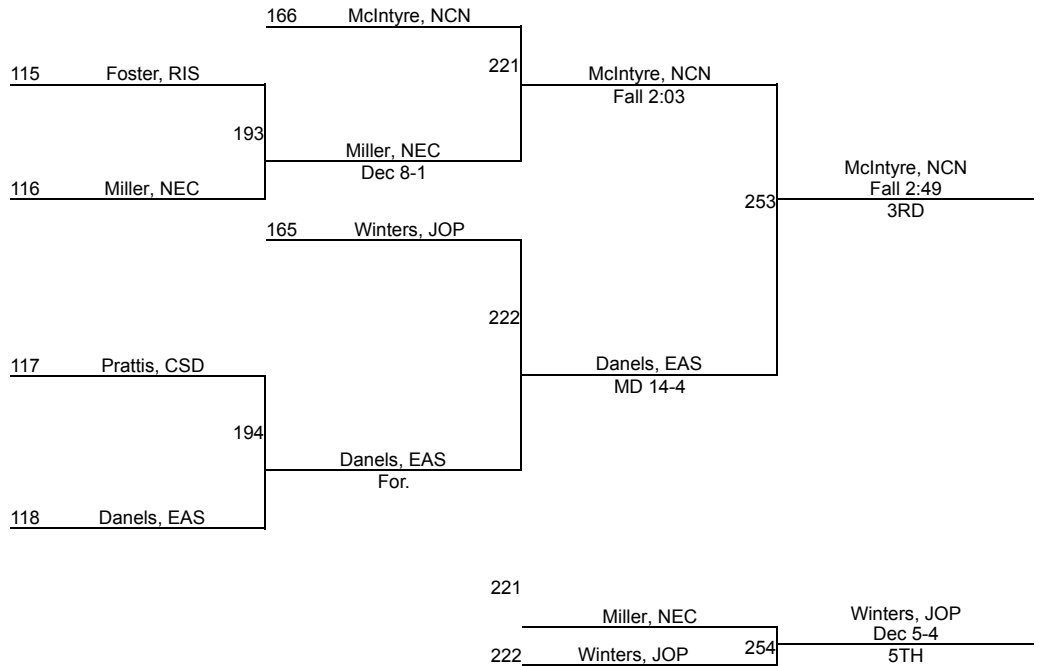 166 McIntyre, NCN
115 Foster, RIS
221
McIntyre, NCN
Fall 2:03
193
Miller, NEC
Dec 8-1
116 Miller, NEC
McIntyre, NCN
Fall 2:49
3RD
253
165 Winters, JOP
222
117 Prattis, CSD
Danels, EAS
MD 14-4
194
Danels, EAS
For.
118 Danels, EAS
221
Miller, NEC
222 Winters, JOP
254
Winters, JOP
Dec 5-4
5TH